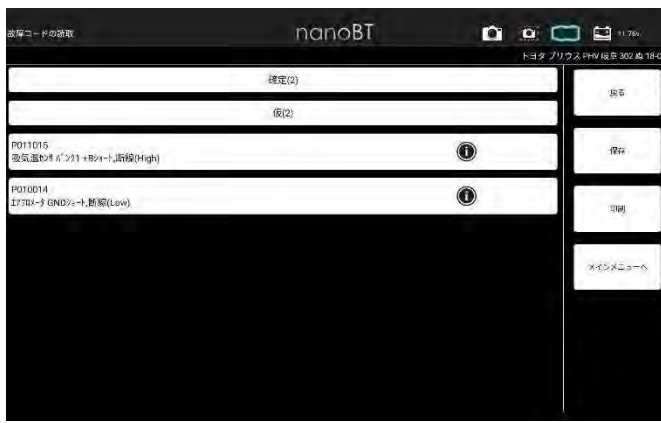 故障コードの読取
nanoBT
11.76v
トヨタ プリウス PHV 岐阜 302 ぬ 18-0
確定(2)
仮(2)
P011015
吸気温ｾﾝｻ ﾊﾞﾝｸ1 +Bｼｮｰﾄ,断線(High)
P010014
ｴｱﾌﾛﾒｰﾀ GNDｼｮｰﾄ,断線(Low)
戻る
保存
印刷
メインメニューへ